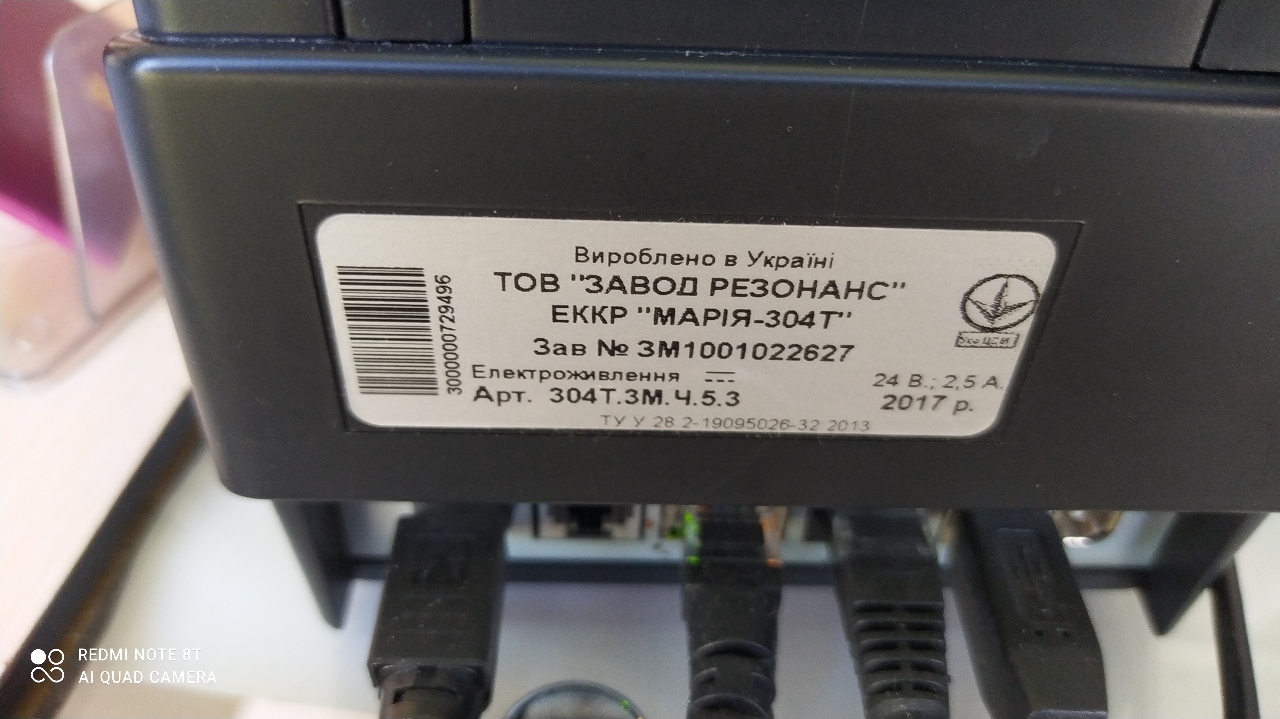 Вироблено в Україні
ТОВ "ЗАВОД РЕЗОНАНС"
ЕККР "МАРІЯ-304Т"
Зав № ЗМ1001022627
Електроживлення
24 В.; 2,5 А.
Арт. 304Т.3М.Ч.5.3
2017 р.
ТУ У 28 2-19095026-32 2013
3000000729496
REDMI NOTE 8T
AI QUAD CAMERA